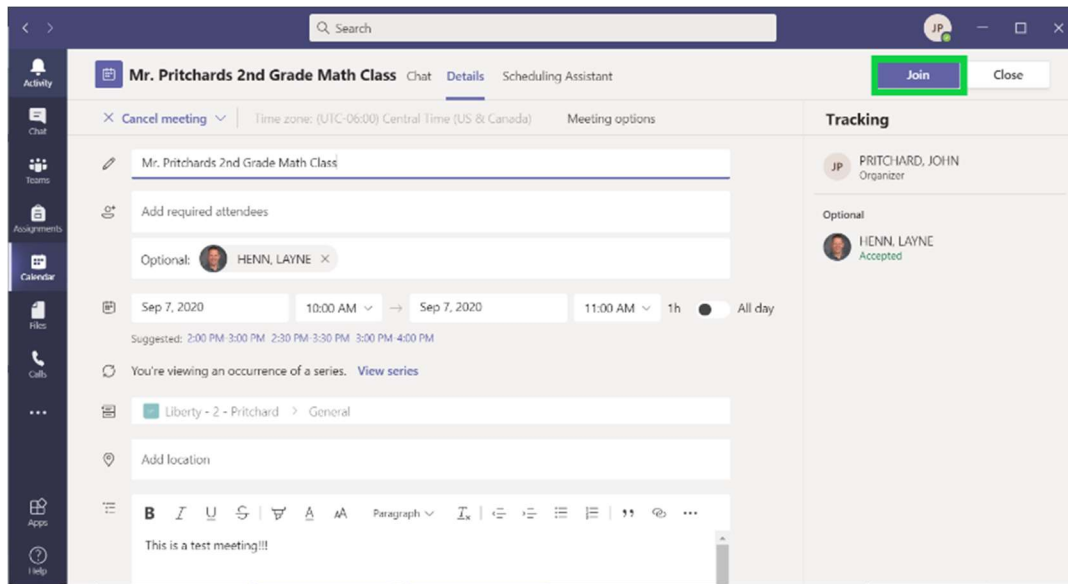 Search
JP
Activity
Chat
Teams
Assignments
Calendar
Files
Calls
Apps
Help
Mr. Pritchards 2nd Grade Math Class Chat Details Scheduling Assistant
Join Close
Cancel meeting Time zone: (UTC-06:00) Central Time (US & Canada) Meeting options
Mr. Pritchards 2nd Grade Math Class
Add required attendees
Optional: HENN, LAYNE ×
Sep 7, 2020 10:00 AM → Sep 7, 2020 11:00 AM 1h All day
Suggested: 2:00 PM-3:00 PM 2:30 PM-3:30 PM 3:00 PM-4:00 PM
You're viewing an occurrence of a series. View series
Liberty - 2 - Pritchard > General
Add location
B I U S A AA Paragraph
This is a test meeting!!!
Tracking
JP PRITCHARD, JOHN
Organizer
Optional
HENN, LAYNE
Accepted